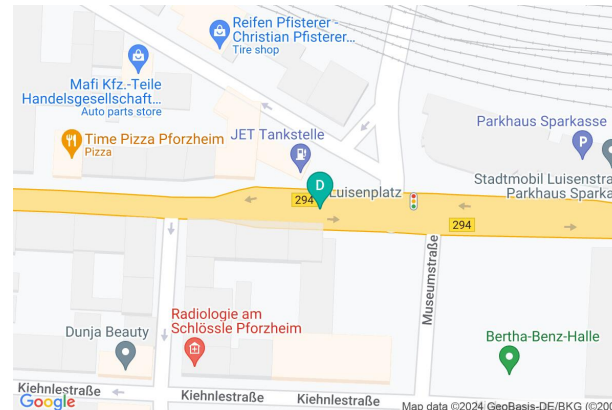 Reifen Pfisterer -
Christian Pfisterer...
Tire shop
Mafi Kfz.-Teile
Handelsgesellschaft...
Auto parts store
Time Pizza Pforzheim
Pizza
JET Tankstelle
Parkhaus Sparkasse
P
Stadtmobil Luisenstra
Parkhaus Spark
D
Luisenplatz
294
294
Museumstraße
Radiologie am
Schlössle Pforzheim
Dunja Beauty
Bertha-Benz-Halle
Kiehnlestraße
Kiehnlestraße
Kiehnlestraße
Google
Map data ©2024 GeoBasis-DE/BKG (©200